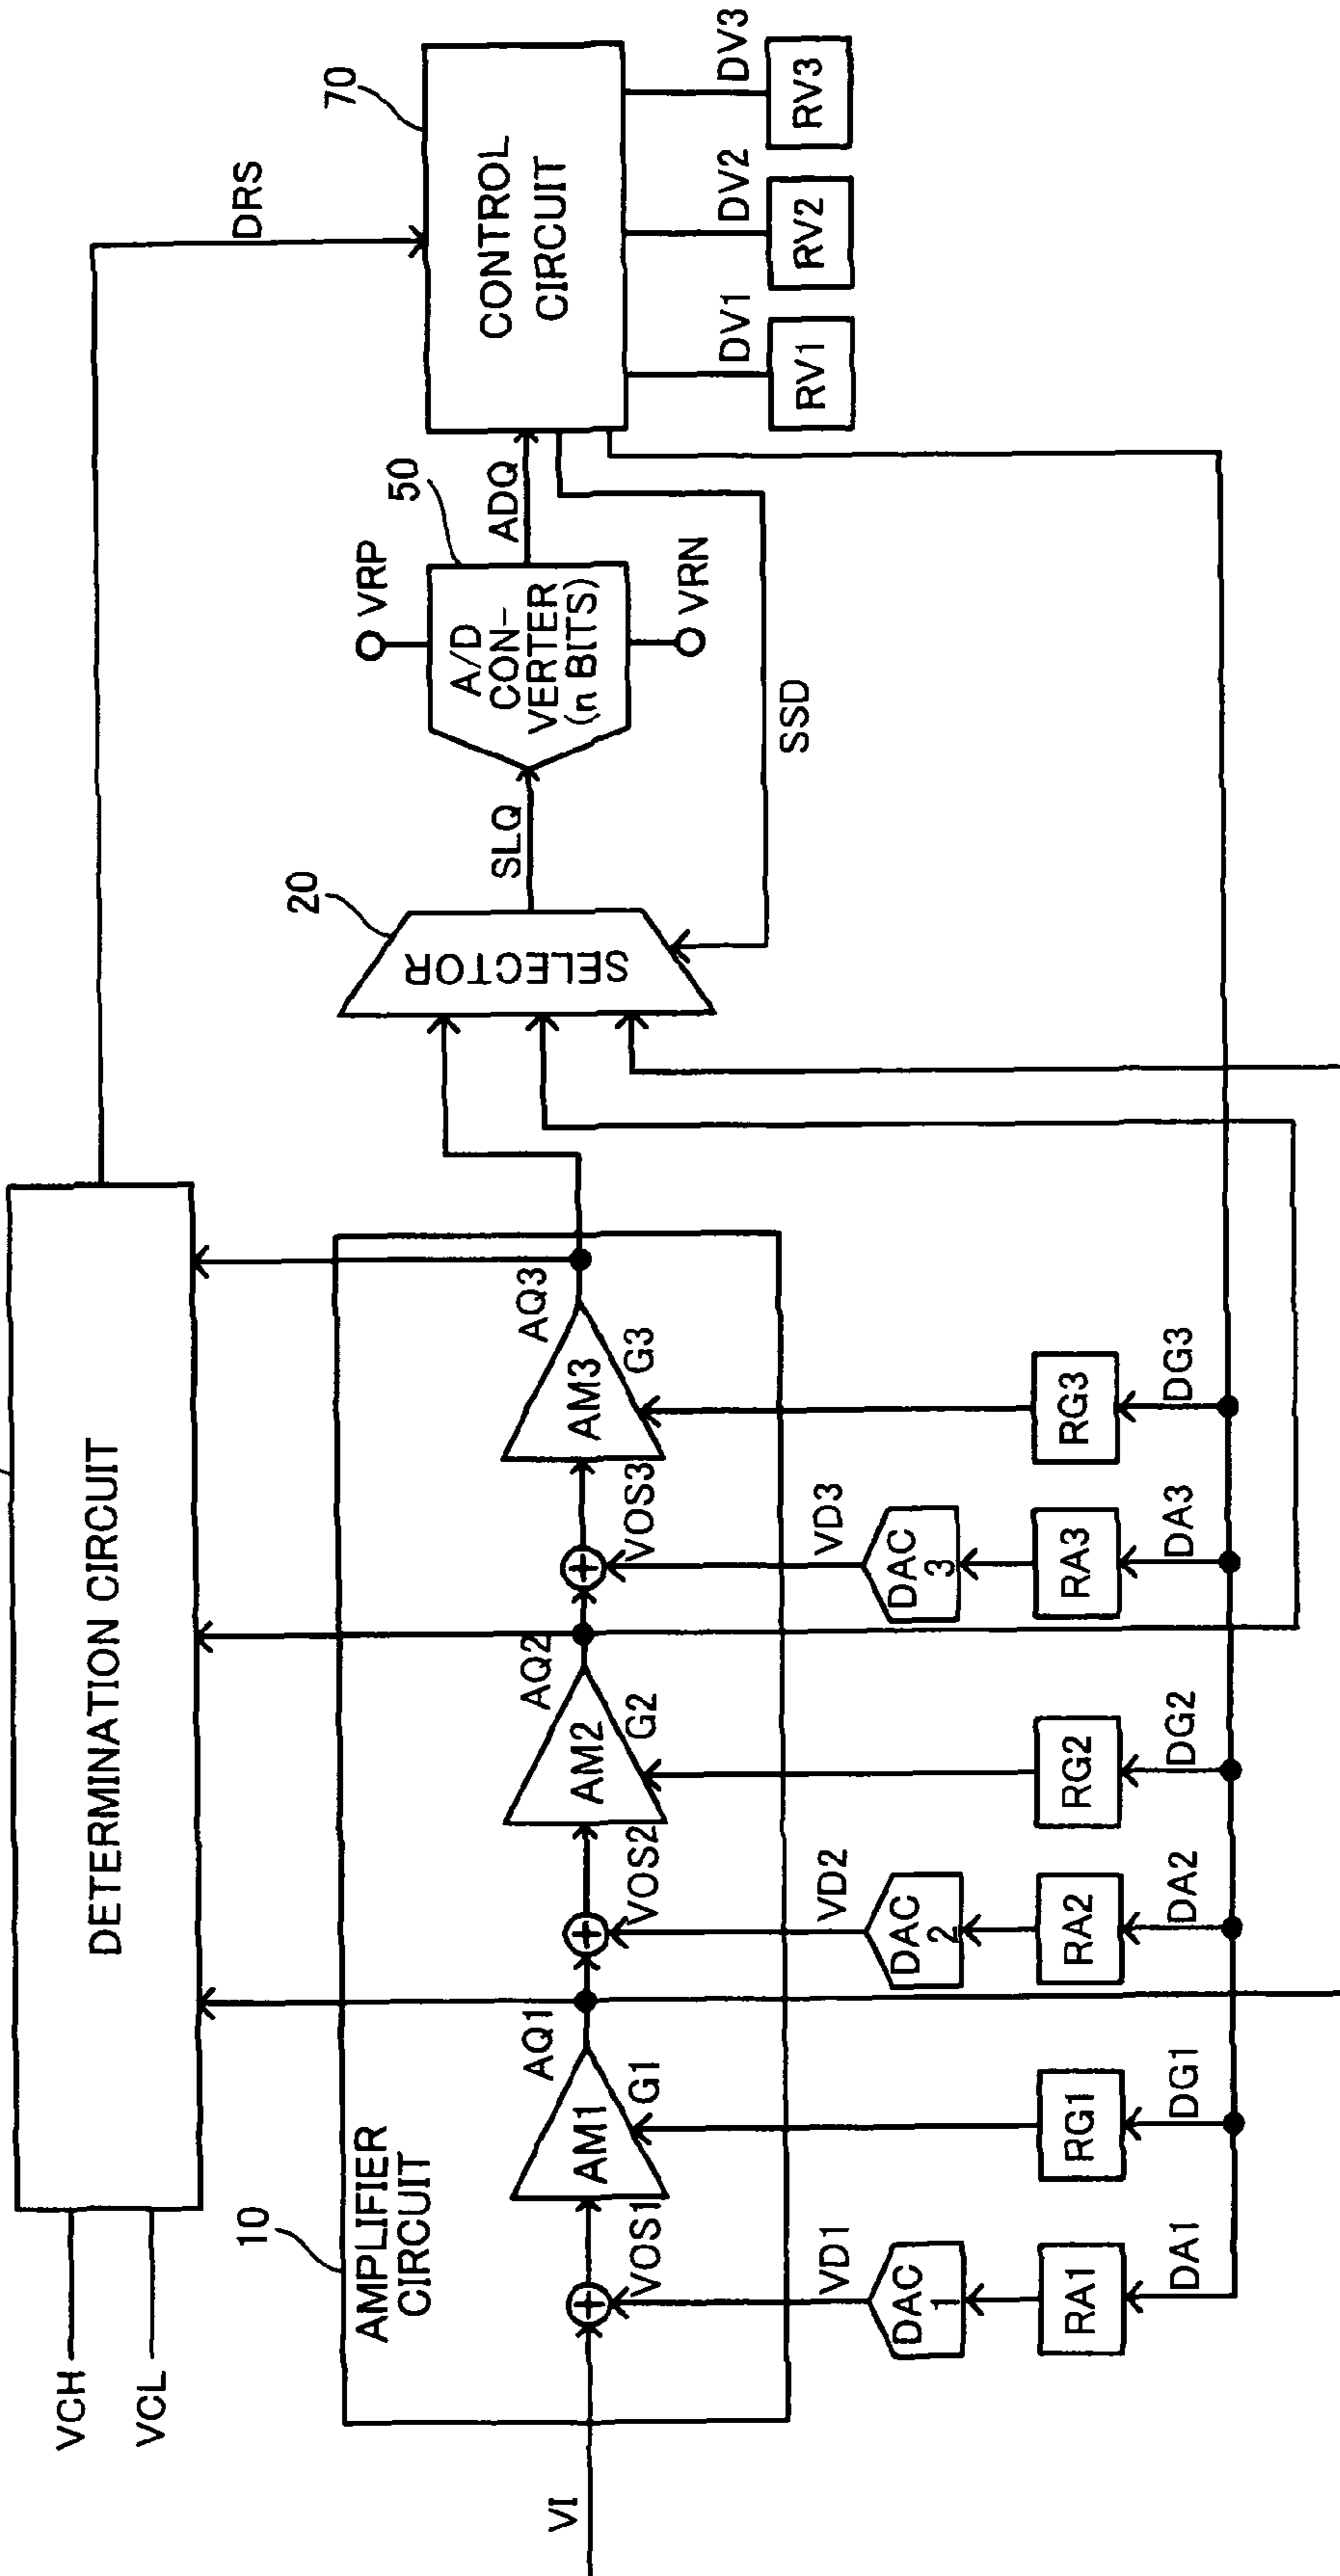 VCH
VCL
DETERMINATION CIRCUIT
DRS
70
CONTROL
CIRCUIT
DV1
DV2
DV3
RV1
RV2
RV3
10
AMPLIFIER
CIRCUIT
VI
VOS1
AM1
G1
AQ1
VOS2
AM2
G2
AQ2
VOS3
AM3
G3
AQ3
20
SELECTOR
SLQ
VRP
50
A/D
CON-
VERTER
(n BITS)
VRN
ADQ
SSD
VD1
DAC
1
VD2
DAC
2
VD3
DAC
3
RA1
RG1
RA2
RG2
RA3
RG3
DA1
DG1
DA2
DG2
DA3
DG3